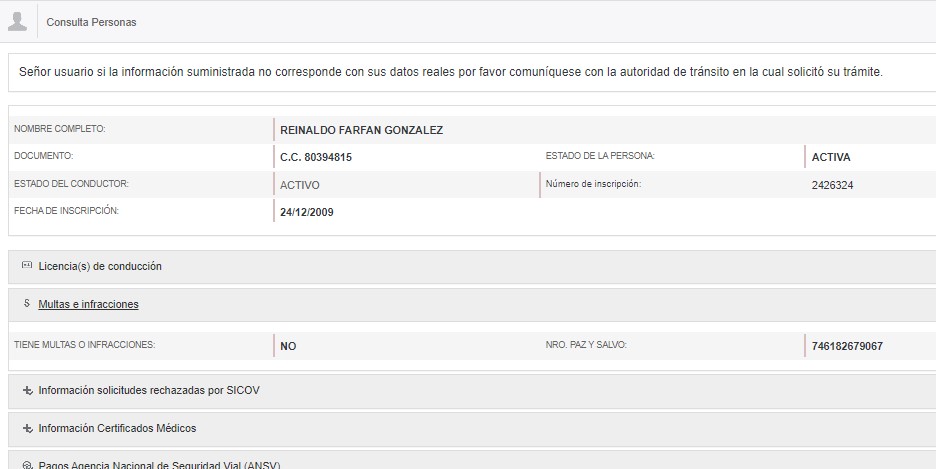 Consulta Personas
Señor usuario si la información suministrada no corresponde con sus datos reales por favor comuníquese con la autoridad de tránsito en la cual solicitó su trámite.
NOMBRE COMPLETO: REINALDO FARFAN GONZALEZ
DOCUMENTO: C.C. 80394815 ESTADO DE LA PERSONA: ACTIVA
ESTADO DEL CONDUCTOR: ACTIVO Número de inscripción: 2426324
FECHA DE INSCRIPCIÓN: 24/12/2009
Licencia(s) de conducción
Multas e infracciones
TIENE MULTAS O INFRACCIONES: NO NRO. PAZ Y SALVO: 746182679067
Información solicitudes rechazadas por SICOV
Información Certificados Médicos
Pagos Agencia Nacional de Seguridad Vial (ANSV)